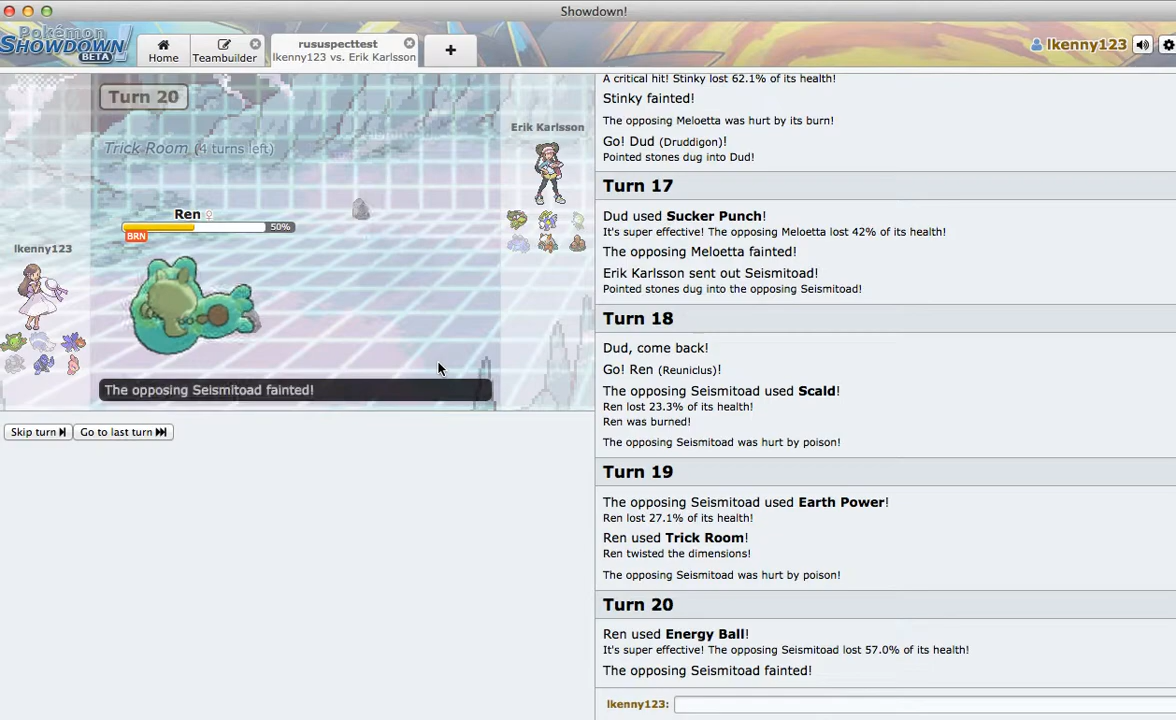 Showdown!
Pokémon
SHOWDOWN!
BETA
Home
Teambuilder
rususpecttest
lkenny123 vs. Erik Karlsson
+
lkenny123
Turn 20
Trick Room (4 turns left)
Erik Karlsson
Ren ♀
50%
BRN
lkenny123
The opposing Seismitoad fainted!
Skip turn
Go to last turn
A critical hit! Stinky lost 62.1% of its health!
Stinky fainted!
The opposing Meloetta was hurt by its burn!
Go! Dud (Druddigon)!
Pointed stones dug into Dud!
Turn 17
Dud used Sucker Punch!
It's super effective! The opposing Meloetta lost 42% of its health!
The opposing Meloetta fainted!
Erik Karlsson sent out Seismitoad!
Pointed stones dug into the opposing Seismitoad!
Turn 18
Dud, come back!
Go! Ren (Reuniclus)!
The opposing Seismitoad used Scald!
Ren lost 23.3% of its health!
Ren was burned!
The opposing Seismitoad was hurt by poison!
Turn 19
The opposing Seismitoad used Earth Power!
Ren lost 27.1% of its health!
Ren used Trick Room!
Ren twisted the dimensions!
The opposing Seismitoad was hurt by poison!
Turn 20
Ren used Energy Ball!
It's super effective! The opposing Seismitoad lost 57.0% of its health!
The opposing Seismitoad fainted!
lkenny123: